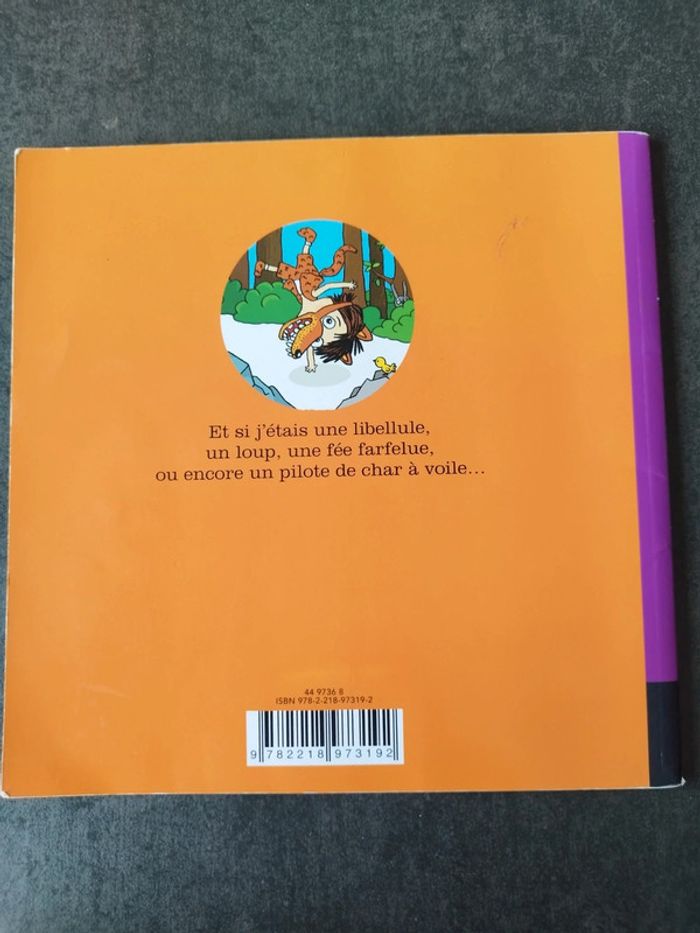 Et si j'étais une libellule,
un loup, une fée farfelue,
ou encore un pilote de char à voile…
44 9736 8
ISBN 978-2-218-97319-2
9 782218 973192